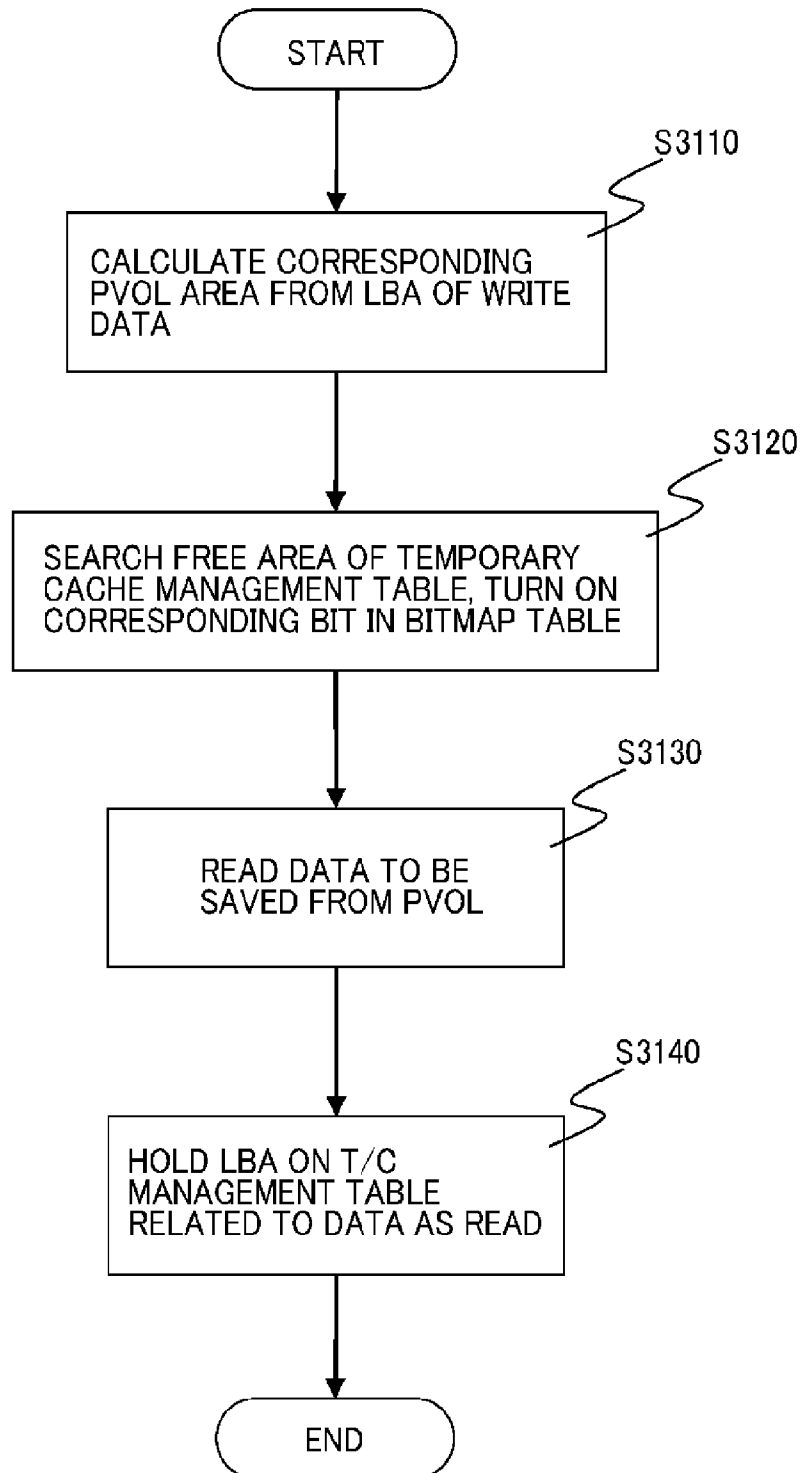 START
S3110
CALCULATE CORRESPONDING
PVOL AREA FROM LBA OF WRITE
DATA
S3120
SEARCH FREE AREA OF TEMPORARY
CACHE MANAGEMENT TABLE, TURN ON
CORRESPONDING BIT IN BITMAP TABLE
S3130
READ DATA TO BE
SAVED FROM PVOL
S3140
HOLD LBA ON T/C
MANAGEMENT TABLE
RELATED TO DATA AS READ
END